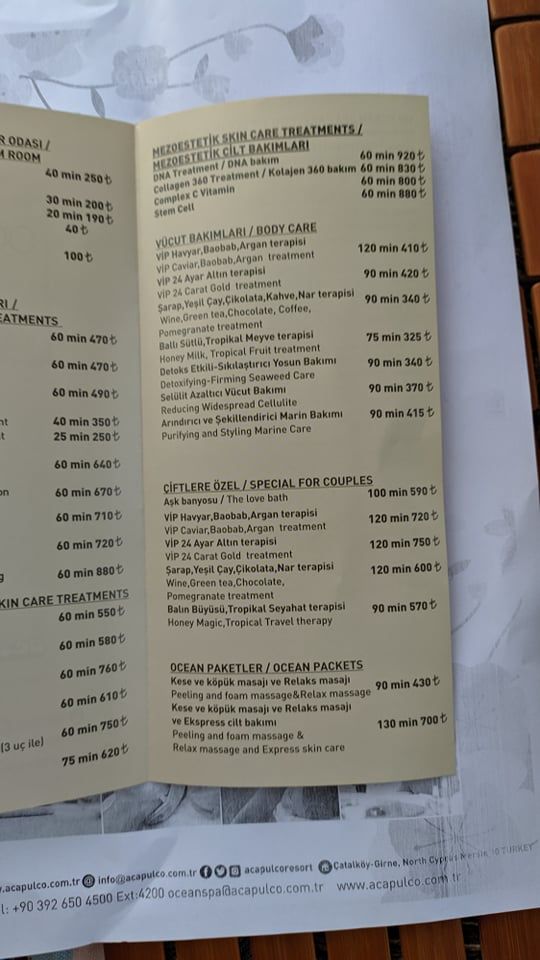 R ODASI /
M ROOM
40 min 250₺
30 min 200₺
20 min 190₺
40₺
100₺
RI /
EATMENTS
60 min 470₺
60 min 470₺
60 min 490₺
nt 40 min 350₺
t 25 min 250₺
60 min 640₺
on 60 min 670₺
60 min 710₺
60 min 720₺
g 60 min 880₺
KIN CARE TREATMENTS
60 min 550₺
60 min 580₺
60 min 760₺
60 min 610₺
60 min 750₺
(3 uç ile)
75 min 620₺
MEZOESTETİK SKIN CARE TREATMENTS /
MEZOESTETİK CİLT BAKIMLARI
DNA Treatment / DNA bakım 60 min 920₺
Collagen 360 Treatment / Kolajen 360 bakım 60 min 830₺
Complex C Vitamin 60 min 800₺
Stem Cell 60 min 880₺
VÜCUT BAKIMLARI / BODY CARE
VİP Havyar,Baobab,Argan terapisi
VİP Caviar,Baobab,Argan treatment 120 min 410₺
VİP 24 Ayar Altın terapisi
VİP 24 Carat Gold treatment 90 min 420₺
Şarap,Yeşil Çay,Çikolata,Kahve,Nar terapisi 90 min 340₺
Wine,Green tea,Chocolate, Coffee,
Pomegranate treatment
Ballı Sütlü,Tropikal Meyve terapisi 75 min 325₺
Honey Milk, Tropical Fruit treatment
Detoks Etkili-Sıkılaştırıcı Yosun Bakımı 90 min 340₺
Detoxifying-Firming Seaweed Care
Selülit Azaltıcı Vücut Bakımı 90 min 370₺
Reducing Widespread Cellulite
Arındırıcı ve Şekillendirici Marin Bakımı 90 min 415₺
Purifying and Styling Marine Care
ÇİFTLERE ÖZEL / SPECIAL FOR COUPLES
Aşk banyosu / The love bath 100 min 590₺
VİP Havyar,Baobab,Argan terapisi 120 min 720₺
VİP Caviar,Baobab,Argan treatment
VİP 24 Ayar Altın terapisi 120 min 750₺
VİP 24 Carat Gold treatment
Şarap,Yeşil Çay,Çikolata,Nar terapisi 120 min 600₺
Wine,Green tea,Chocolate,
Pomegranate treatment
Balın Büyüsü,Tropikal Seyahat terapisi 90 min 570₺
Honey Magic,Tropical Travel therapy
OCEAN PAKETLER / OCEAN PACKETS
Kese ve köpük masajı ve Relaks masajı
Peeling and foam massage&Relax massage 90 min 430₺
Kese ve köpük masajı ve Relaks masajı
ve Ekspress cilt bakımı 130 min 700₺
Peeling and foam massage &
Relax massage and Express skin care
.acapulco.com.tr info@acapulco.com.tr acapulcoresort Çatalköy-Girne, North Cyprus Mersin 10 TURKEY
l: +90 392 650 4500 Ext:4200 oceanspa@acapulco.com.tr www.acapulco.com.tr